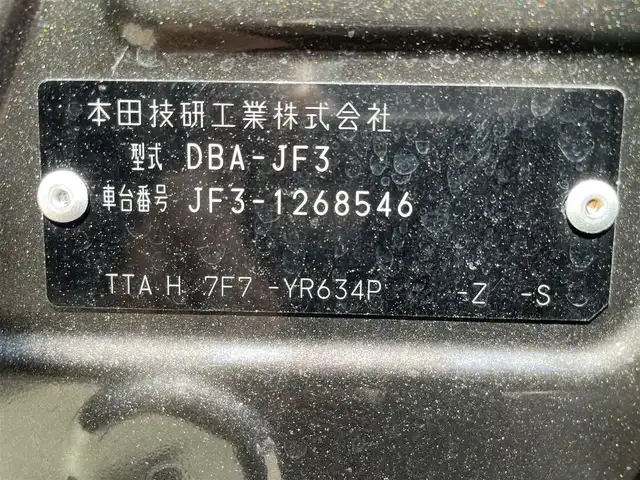 本田技研工業株式会社
型式 DBA-JF3
車台番号 JF3-1268546
TTA H 7F7 -YR634P -Z -S